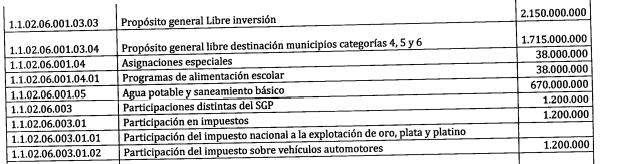 1.1.02.06.001.03.03 Propósito general Libre inversión 2.150.000.000
1.1.02.06.001.03.04 Propósito general libre destinación municipios categorías 4, 5 y 6 1.715.000.000
1.1.02.06.001.04 Asignaciones especiales 38.000.000
1.1.02.06.001.04.01 Programas de alimentación escolar 38.000.000
1.1.02.06.001.05 Agua potable y saneamiento básico 670.000.000
1.1.02.06.003 Participaciones distintas del SGP 1.200.000
1.1.02.06.003.01 Participación en impuestos 1.200.000
1.1.02.06.003.01.01 Participación del impuesto nacional a la explotación de oro, plata y platino
1.1.02.06.003.01.02 Participación del impuesto sobre vehículos automotores 1.200.000